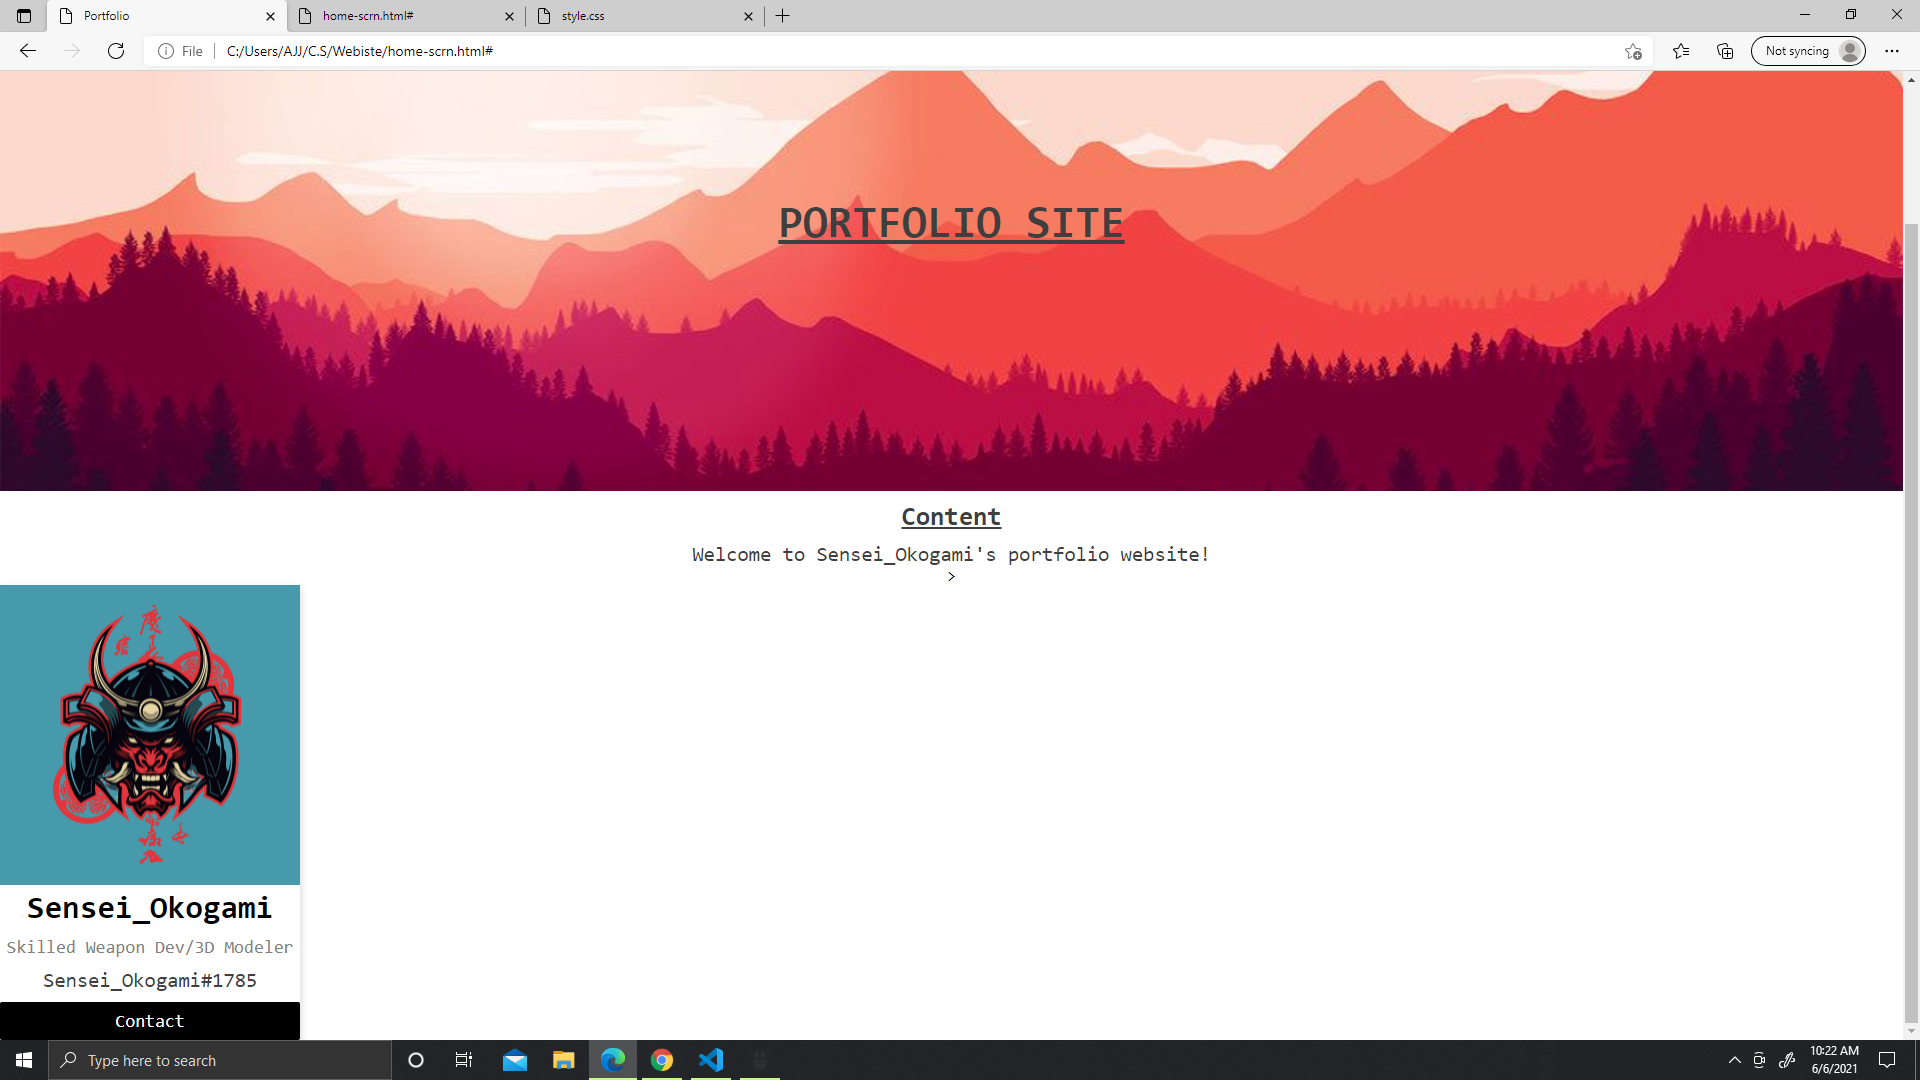 Portfolio
home-scrn.html#
style.css
File
C:/Users/AJJ/C.S/Webiste/home-scrn.html#
Not syncing
PORTFOLIO SITE
Content
Welcome to Sensei_Okogami's portfolio website!
>
Sensei_Okogami
Skilled Weapon Dev/3D Modeler
Sensei_Okogami#1785
Contact
Type here to search
10:22 AM
6/6/2021